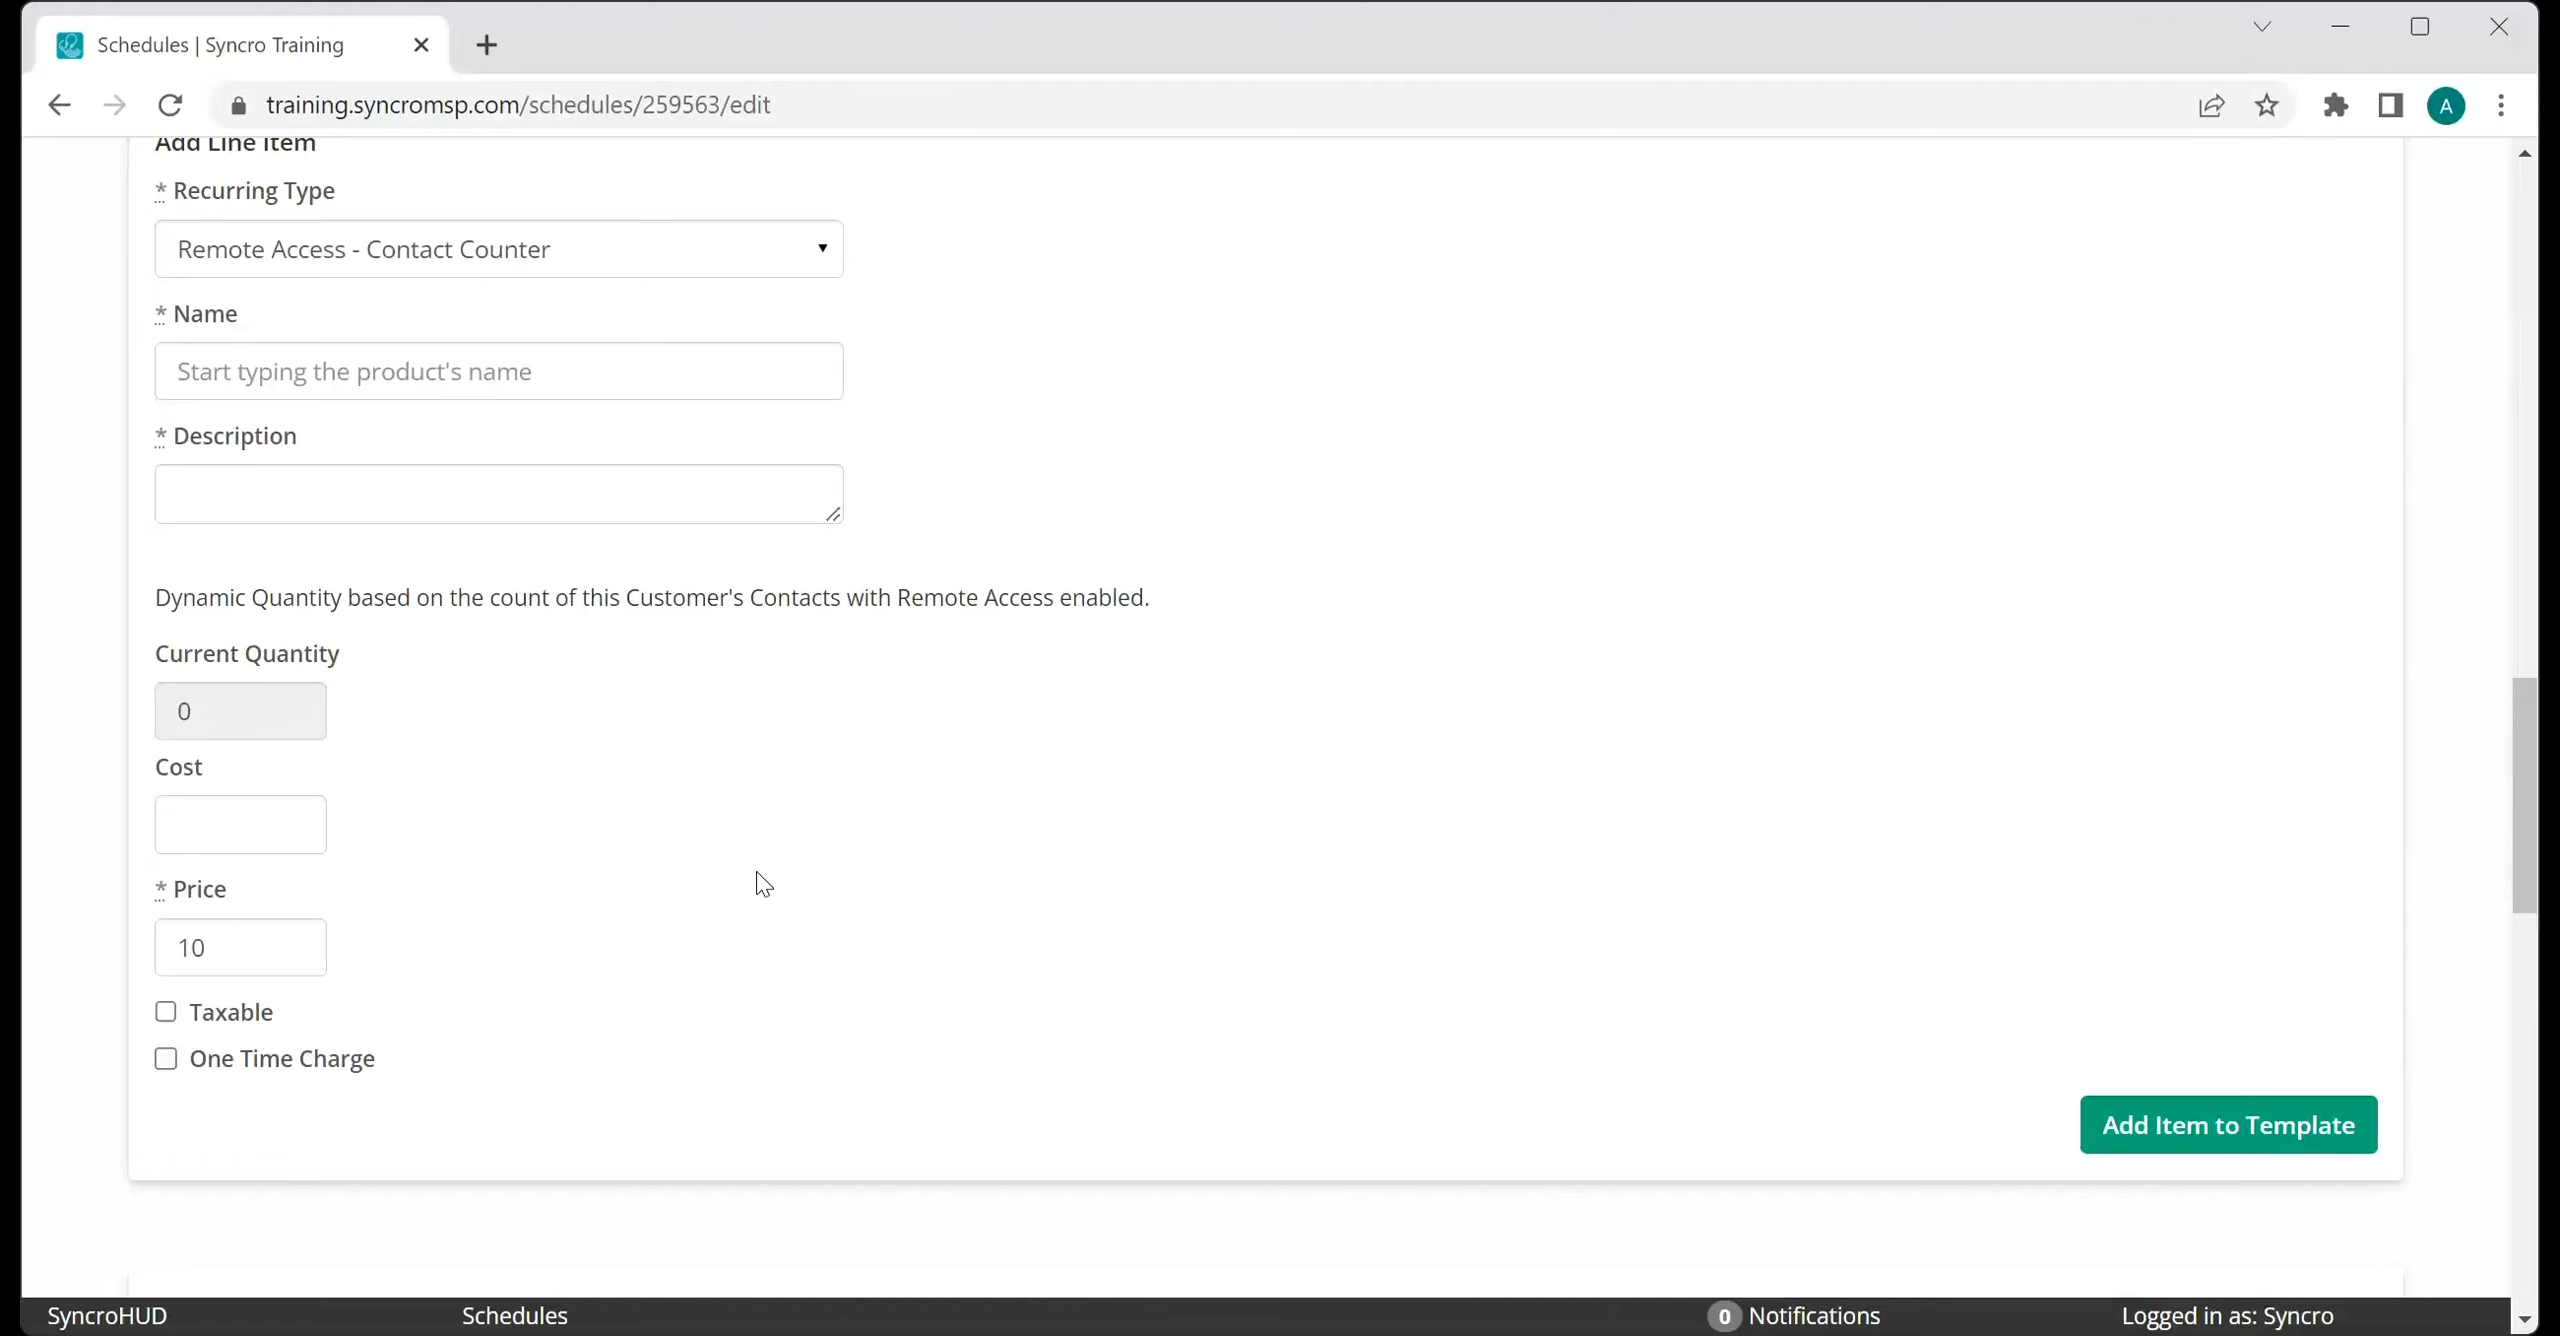 Schedules | Syncro Training
training.syncromsp.com/schedules/259563/edit
A
Add Line Item
* Recurring Type
Remote Access - Contact Counter
* Name
Start typing the product's name
* Description
Dynamic Quantity based on the count of this Customer's Contacts with Remote Access enabled.
Current Quantity
0
Cost
* Price
10
Taxable
One Time Charge
Add Item to Template
SyncroHUD
Schedules
0 Notifications
Logged in as: Syncro